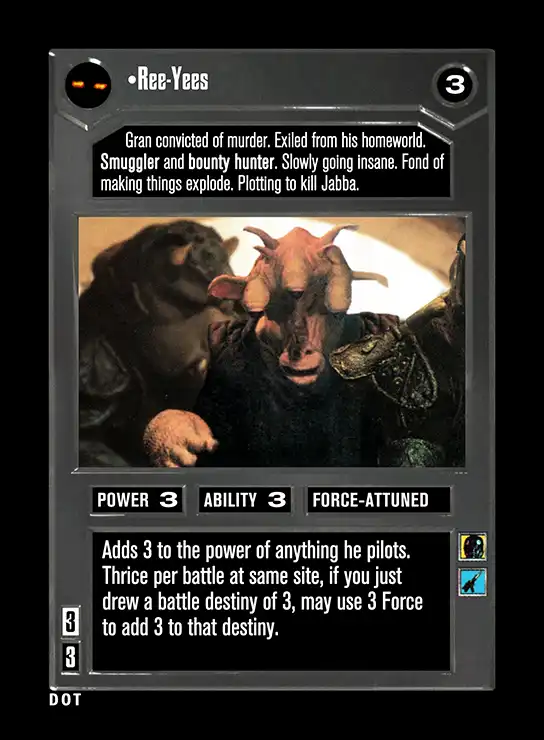 •Ree-Yees
3
Gran convicted of murder. Exiled from his homeworld.
Smuggler and bounty hunter. Slowly going insane. Fond of
making things explode. Plotting to kill Jabba.
POWER 3 ABILITY 3 FORCE-ATTUNED
Adds 3 to the power of anything he pilots.
Thrice per battle at same site, if you just
drew a battle destiny of 3, may use 3 Force
to add 3 to that destiny.
3
3
DOT